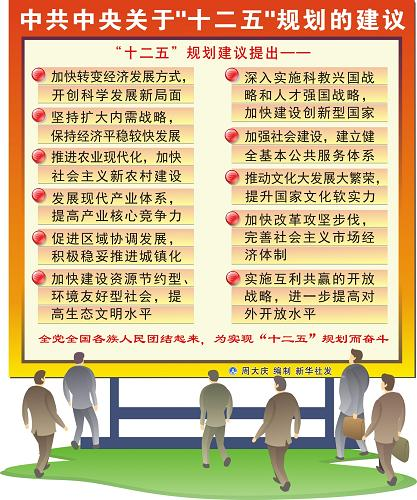 中共中央关于"十二五"规划的建议
“十二五”规划建议提出——
加快转变经济发展方式,
开创科学发展新局面
坚持扩大内需战略,
保持经济平稳较快发展
推进农业现代化,加快
社会主义新农村建设
发展现代产业体系,
提高产业核心竞争力
促进区域协调发展,
积极稳妥推进城镇化
加快建设资源节约型、
环境友好型社会,提
高生态文明水平
深入实施科教兴国战
略和人才强国战略,
加快建设创新型国家
加强社会建设,建立健
全基本公共服务体系
推动文化大发展大繁荣,
提升国家文化软实力
加快改革攻坚步伐,
完善社会主义市场经
济体制
实施互利共赢的开放
战略,进一步提高对
外开放水平
全党全国各族人民团结起来,为实现“十二五”规划而奋斗
周大庆 编制 新华社发